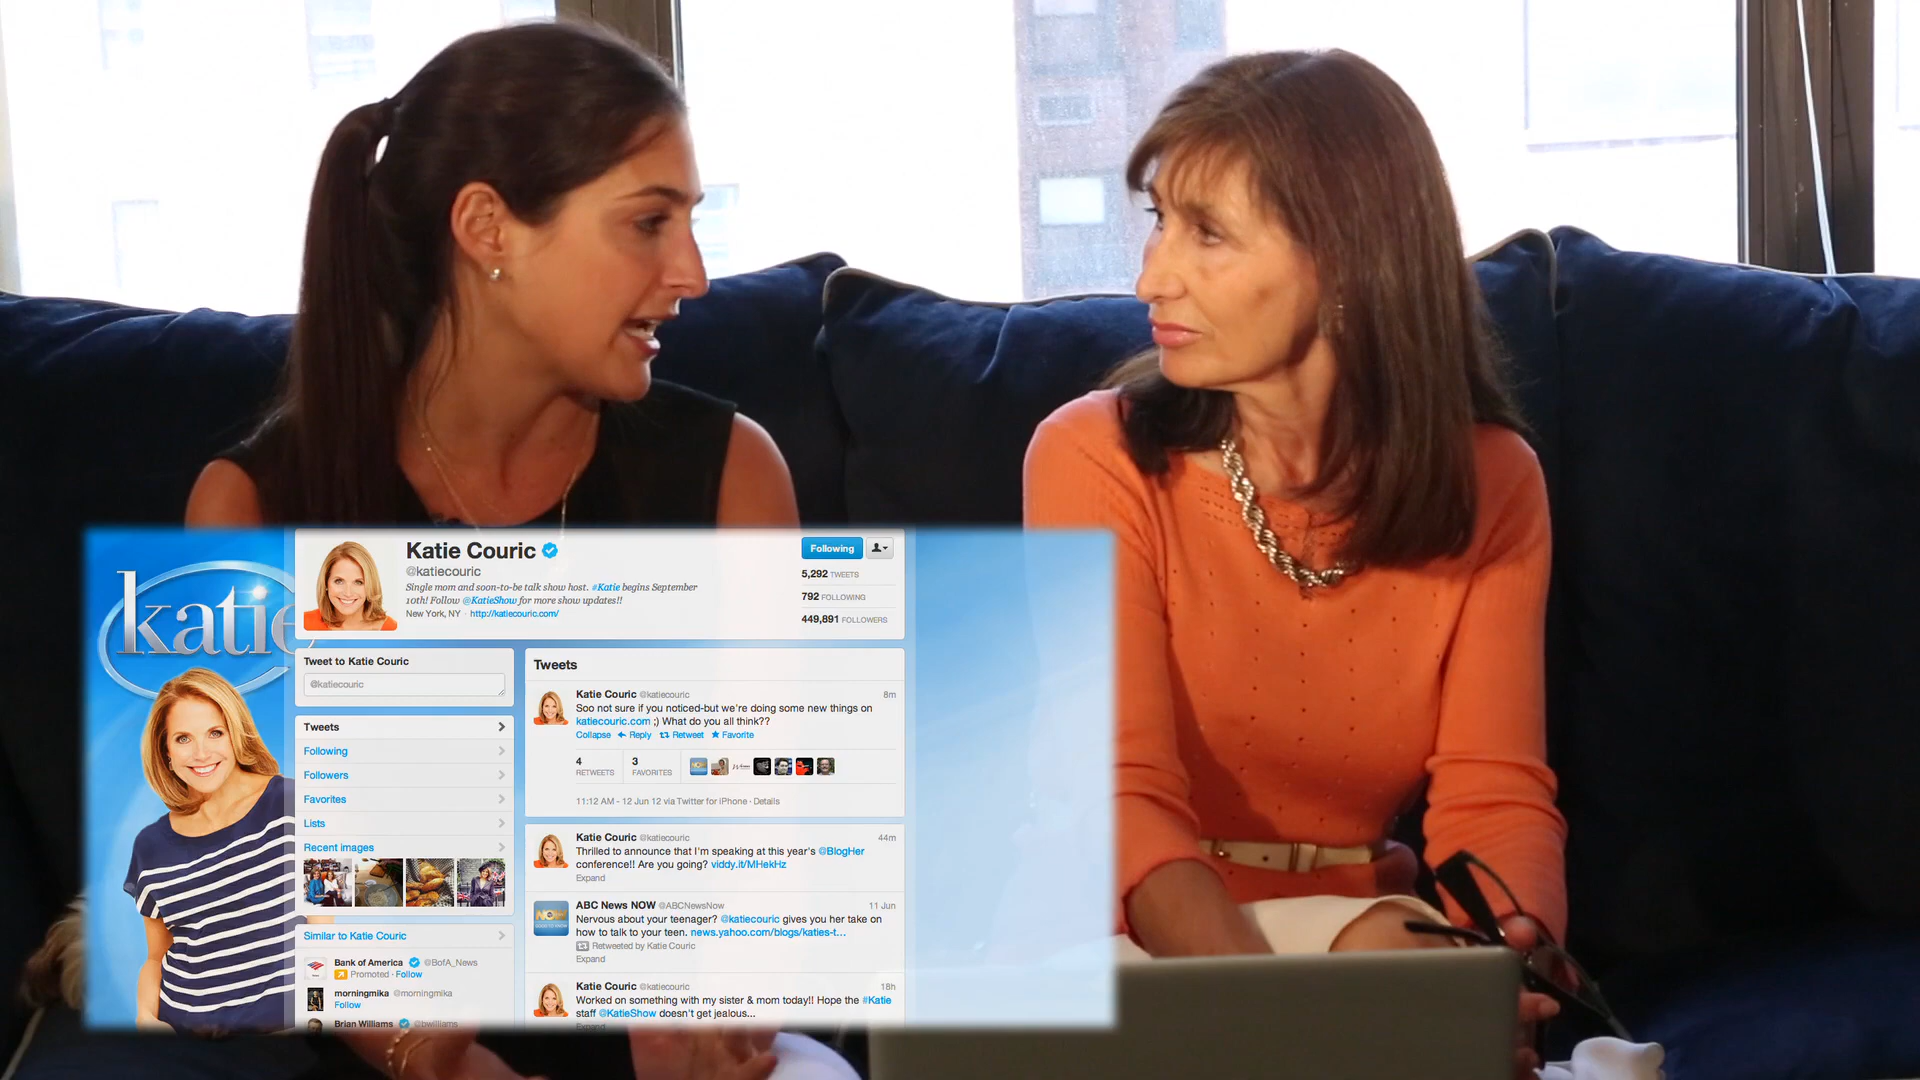 katie
Katie Couric
@katiecouric
Single mom and soon-to-be talk show host. #Katie begins September
10th! Follow @KatieShow for more show updates!!
New York, NY · http://katiecouric.com/
Following
5,292 TWEETS
792 FOLLOWING
449,891 FOLLOWERS
Tweet to Katie Couric
@katiecouric
Tweets
Following
Followers
Favorites
Lists
Recent images
Similar to Katie Couric
Bank of America @BofA_News
Promoted · Follow
morningmika @morningmika
Follow
Brian Williams @bwilliams
Tweets
Katie Couric @katiecouric 8m
Soo not sure if you noticed-but we're doing some new things on
katiecouric.com ;) What do you all think??
Collapse Reply Retweet Favorite
4 3
RETWEETS FAVORITES
11:12 AM - 12 Jun 12 via Twitter for iPhone · Details
Katie Couric @katiecouric 44m
Thrilled to announce that I'm speaking at this year's @BlogHer
conference!! Are you going? viddy.it/MHekHz
Expand
NOW
ABC News NOW @ABCNewsNow 11 Jun
Nervous about your teenager? @katiecouric gives you her take on
how to talk to your teen. news.yahoo.com/blogs/katies-t...
Retweeted by Katie Couric
Expand
Katie Couric @katiecouric 18h
Worked on something with my sister & mom today!! Hope the #Katie
staff @KatieShow doesn't get jealous...
Expand